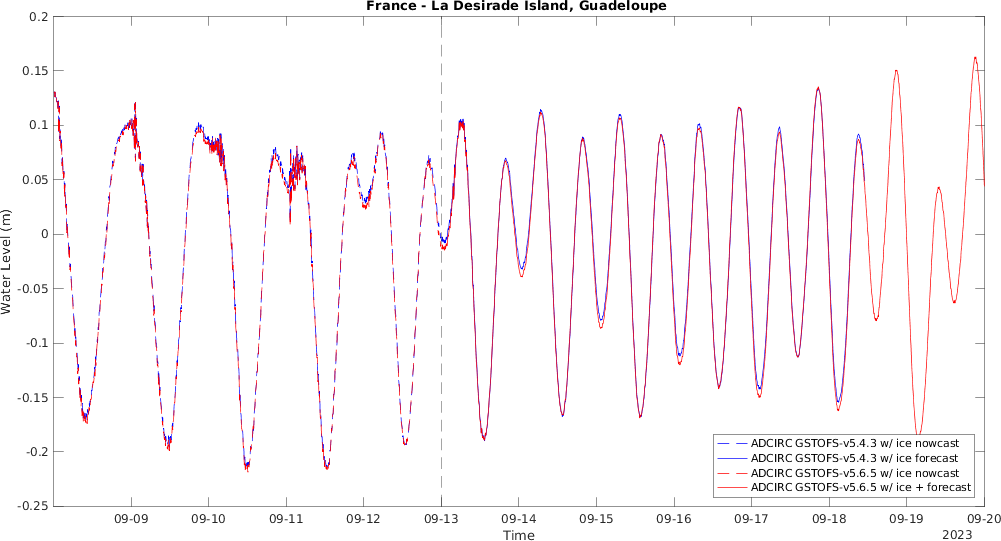 France - La Desirade Island, Guadeloupe
0.2
0.15
0.1
0.05
0
-0.05
-0.1
-0.15
-0.2
-0.25
Water Level (m)
ADCIRC GSTOFS-v5.4.3 w/ ice nowcast
ADCIRC GSTOFS-v5.4.3 w/ ice forecast
ADCIRC GSTOFS-v5.6.5 w/ ice nowcast
ADCIRC GSTOFS-v5.6.5 w/ ice + forecast
09-09 09-10 09-11 09-12 09-13 09-14 09-15 09-16 09-17 09-18 09-19 09-20
Time
2023